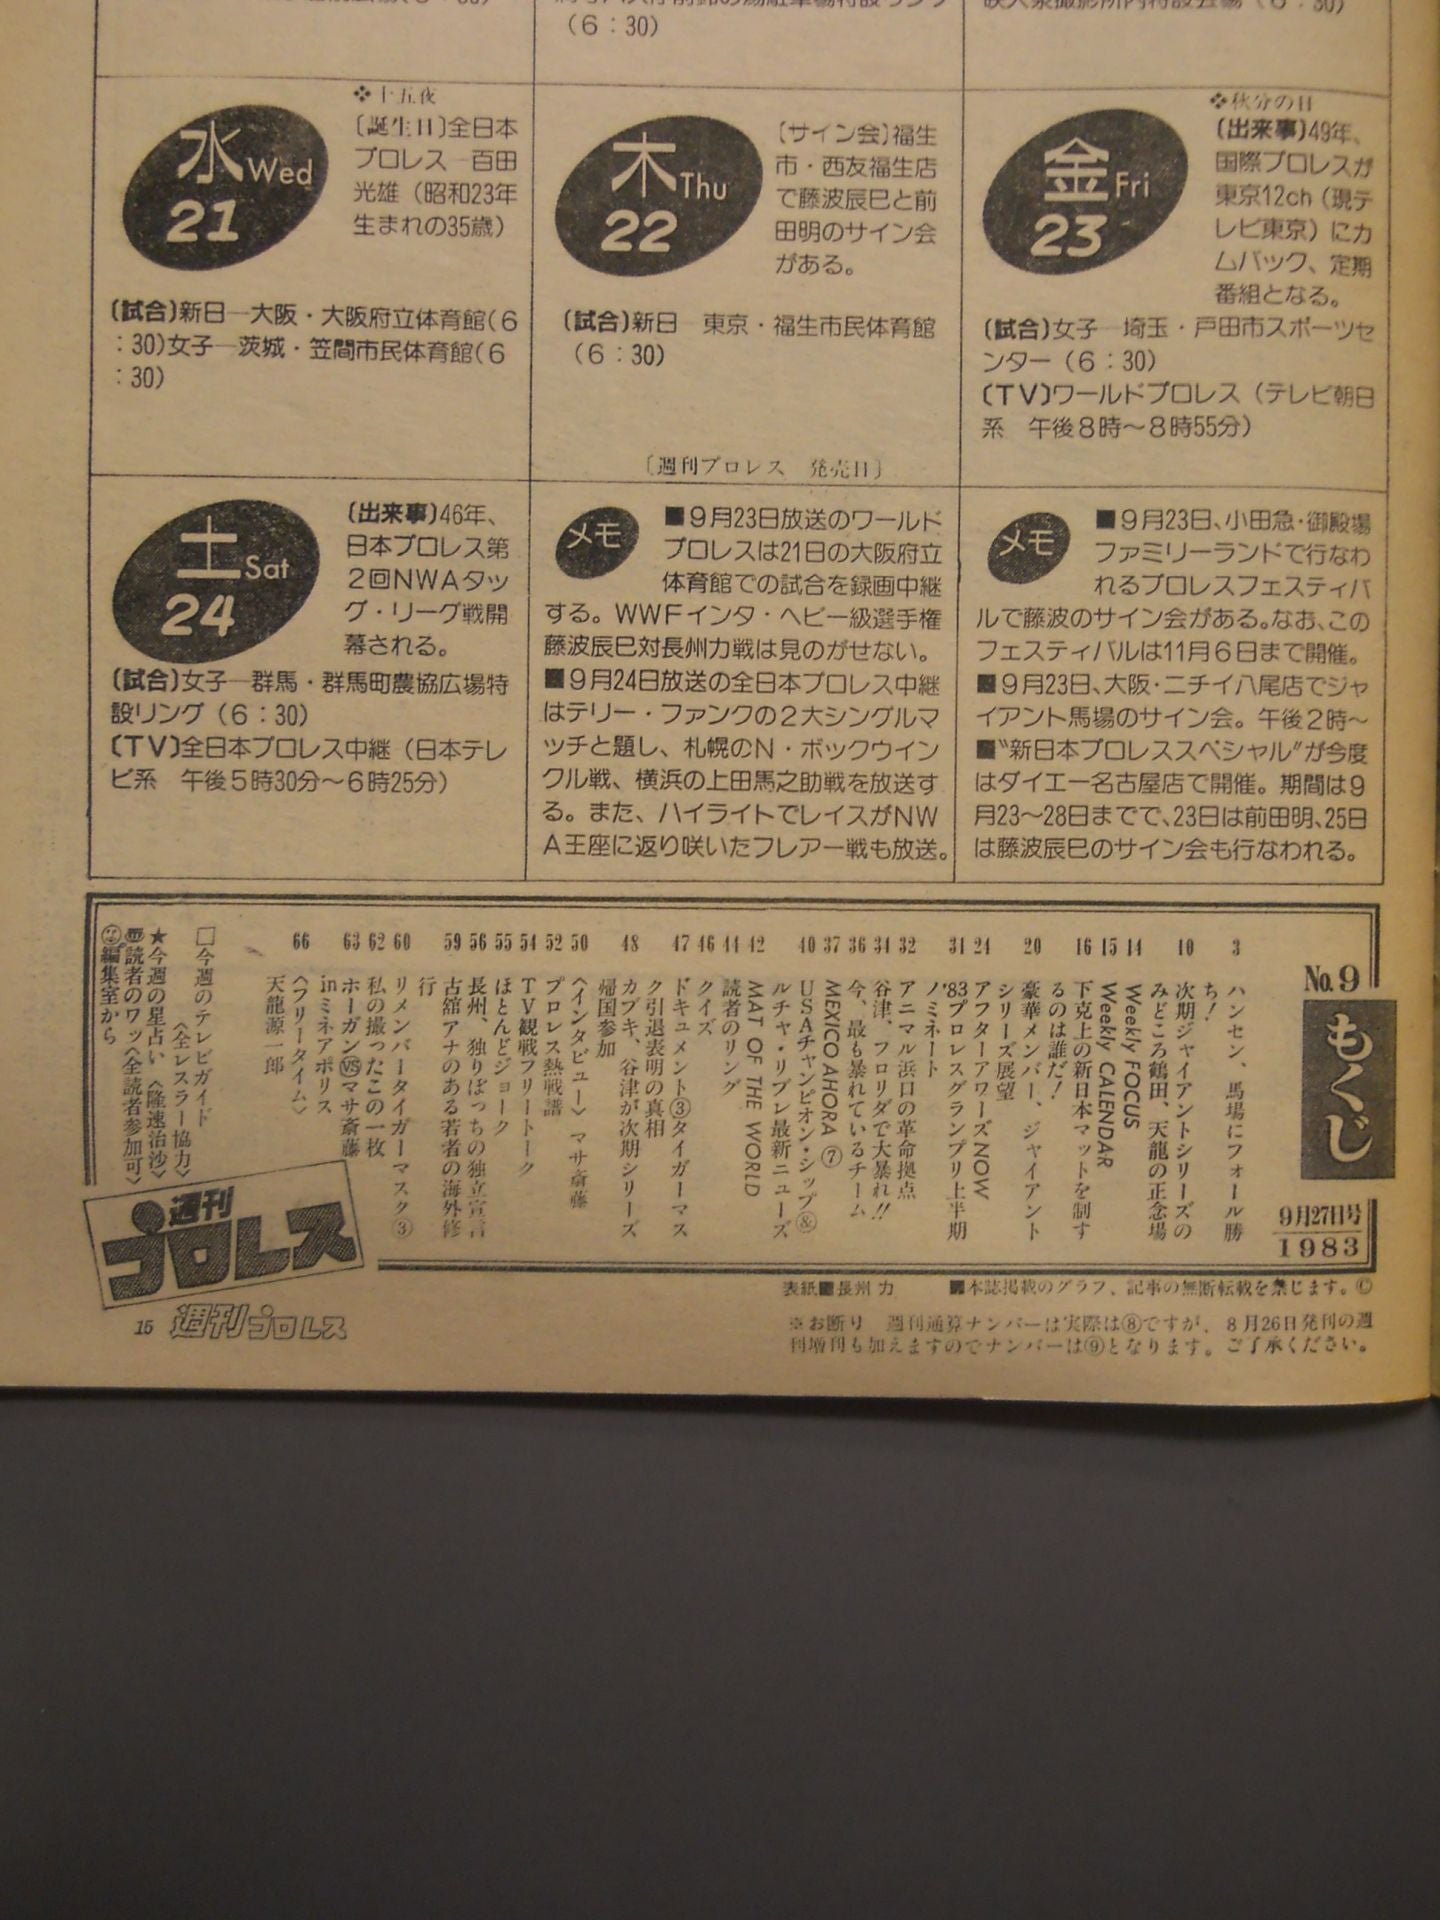 (6:30)
❖十五夜
水 Wed
21
〔誕生日〕全日本
プロレス―百田
光雄（昭和23年
生まれの35歳）
〔試合〕新日―大阪・大阪府立体育館（6
：30)女子―茨城・笠間市民体育館（6
：30）
木 Thu
22
〔サイン会〕福生
市・西友福生店
で藤波辰巳と前
田明のサイン会
がある。
〔試合〕新日―東京・福生市民体育館
（6：30）
〔週刊プロレス　発売日〕
❖秋分の日
金 Fri
23
〔出来事〕49年、
国際プロレスが
東京12ch（現テ
レビ東京）にカ
ムバック、定期
番組となる。
〔試合〕女子―埼玉・戸田市スポーツセ
ンター（6：30）
〔TV〕ワールドプロレス（テレビ朝日
系　午後8時〜8時55分）
土 Sat
24
〔出来事〕46年、
日本プロレス第
2回NWAタッ
グ・リーグ戦開
幕される。
〔試合〕女子―群馬・群馬町農協広場特
設リング（6：30）
〔TV〕全日本プロレス中継（日本テレ
ビ系　午後5時30分〜6時25分）
メモ
■9月23日放送のワールド
プロレスは21日の大阪府立
体育館での試合を録画中継
する。WWFインタ・ヘビー級選手権
藤波辰巳対長州力戦は見のがせない。
■9月24日放送の全日本プロレス中継
はテリー・ファンクの2大シングルマ
ッチと題し、札幌のN・ボックウイン
クル戦、横浜の上田馬之助戦を放送す
る。また、ハイライトでレイスがNW
A王座に返り咲いたフレアー戦も放送。
メモ
■9月23日、小田急・御殿場
ファミリーランドで行なわ
れるプロレスフェスティバ
ルで藤波のサイン会がある。なお、この
フェスティバルは11月6日まで開催。
■9月23日、大阪・ニチイ八尾店でジャ
イアント馬場のサイン会。午後2時〜
■〝新日本プロレススペシャル〟が今度
はダイエー名古屋店で開催。期間は9
月23〜28日までで、23日は前田明、25日
は藤波辰巳のサイン会も行なわれる。
No.9
もくじ
9月27日号
1983
3 ハンセン、馬場にフォール勝
ち！
10 次期ジャイアントシリーズの
みどころ鶴田、天龍の正念場
14 Weekly FOCUS
15 Weekly CALENDAR
16 下克上の新日本マットを制す
るのは誰だ！
20 豪華メンバー、ジャイアント
シリーズ展望
24 アフターアワーズNOW
31 '83プロレスグランプリ上半期
ノミネート
32 アニマル浜口の革命拠点
34 谷津、フロリダで大暴れ!!
36 今、最も暴れているチーム
37 MEXICO AHORA ⑦
40 USAチャンピオン・シップ&
ルチャ・リブレ最新ニューズ
42 MAT OF THE WORLD
44 読者のリング
46 クイズ
47 ドキュメント③タイガーマス
ク引退表明の真相
48 カブキ、谷津が次期シリーズ
帰国参加
50 〈インタビュー〉 マサ斎藤
52 プロレス熱戦譜
54 TV観戦フリートーク
55 ほとんどジョーク
56 長州、独りぼっちの独立宣言
59 古舘アナのある若者の海外修
行
60 リメンバータイガーマスク③
62 私の撮ったこの一枚
63 ホーガンVSマサ斎藤
inミネアポリス
66 〈フリータイム〉
天龍源一郎
□今週のテレビガイド
〈全レスラー協力〉
★今週の星占い〈隆速治沙〉
読者のワッ〈全読者参加可〉
編集室から
週刊
プロレス
15 週刊プロレス
表紙■長州 力　■本誌掲載のグラフ、記事の無断転載を禁じます。©
※お断り　週刊通算ナンバーは実際は⑧ですが、8月26日発刊の週
刊増刊も加えますのでナンバーは⑨となります。ご了承ください。